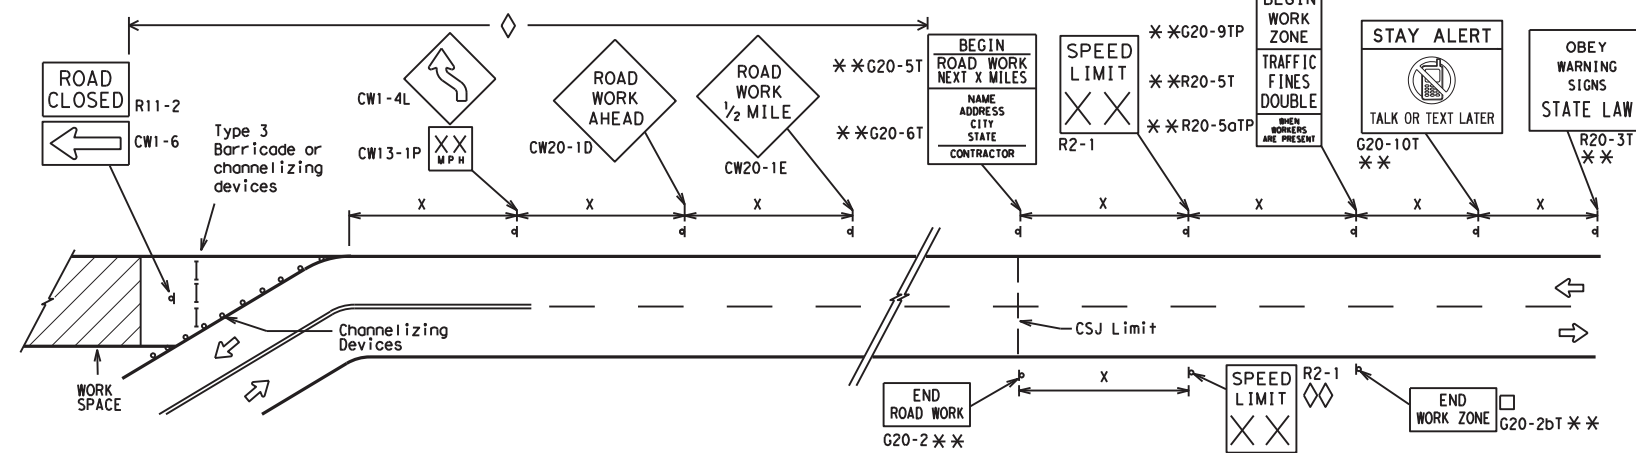 ROAD
CLOSED
R11-2
CW1-6
Type 3
Barricade or
channelizing
devices
CW1-4L
XX
MPH
CW13-1P
ROAD
WORK
AHEAD
CW20-1D
ROAD
WORK
1/2 MILE
CW20-1E
**G20-5T
**G20-6T
BEGIN
ROAD WORK
NEXT X MILES
NAME
ADDRESS
CITY
STATE
CONTRACTOR
SPEED
LIMIT
XX
R2-1
**G20-9TP
**R20-5T
**R20-5aTP
BEGIN
WORK
ZONE
TRAFFIC
FINES
DOUBLE
WHEN
WORKERS
ARE PRESENT
STAY ALERT
TALK OR TEXT LATER
G20-10T
**
OBEY
WARNING
SIGNS
STATE LAW
R20-3T
**
X
X
X
X
X
X
X
Channelizing
Devices
CSJ Limit
WORK
SPACE
END
ROAD WORK
G20-2**
X
SPEED
LIMIT
XX
R2-1
END
WORK ZONE
G20-2bT**